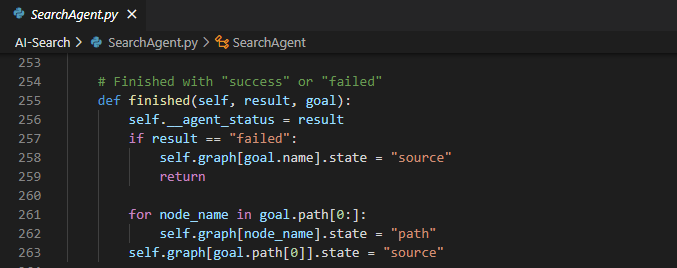 SearchAgent.py ×
AI-Search > SearchAgent.py > SearchAgent
253
254 # Finished with "success" or "failed"
255 def finished(self, result, goal):
256 self.__agent_status = result
257 if result == "failed":
258 self.graph[goal.name].state = "source"
259 return
260
261 for node_name in goal.path[0:]:
262 self.graph[node_name].state = "path"
263 self.graph[goal.path[0]].state = "source"